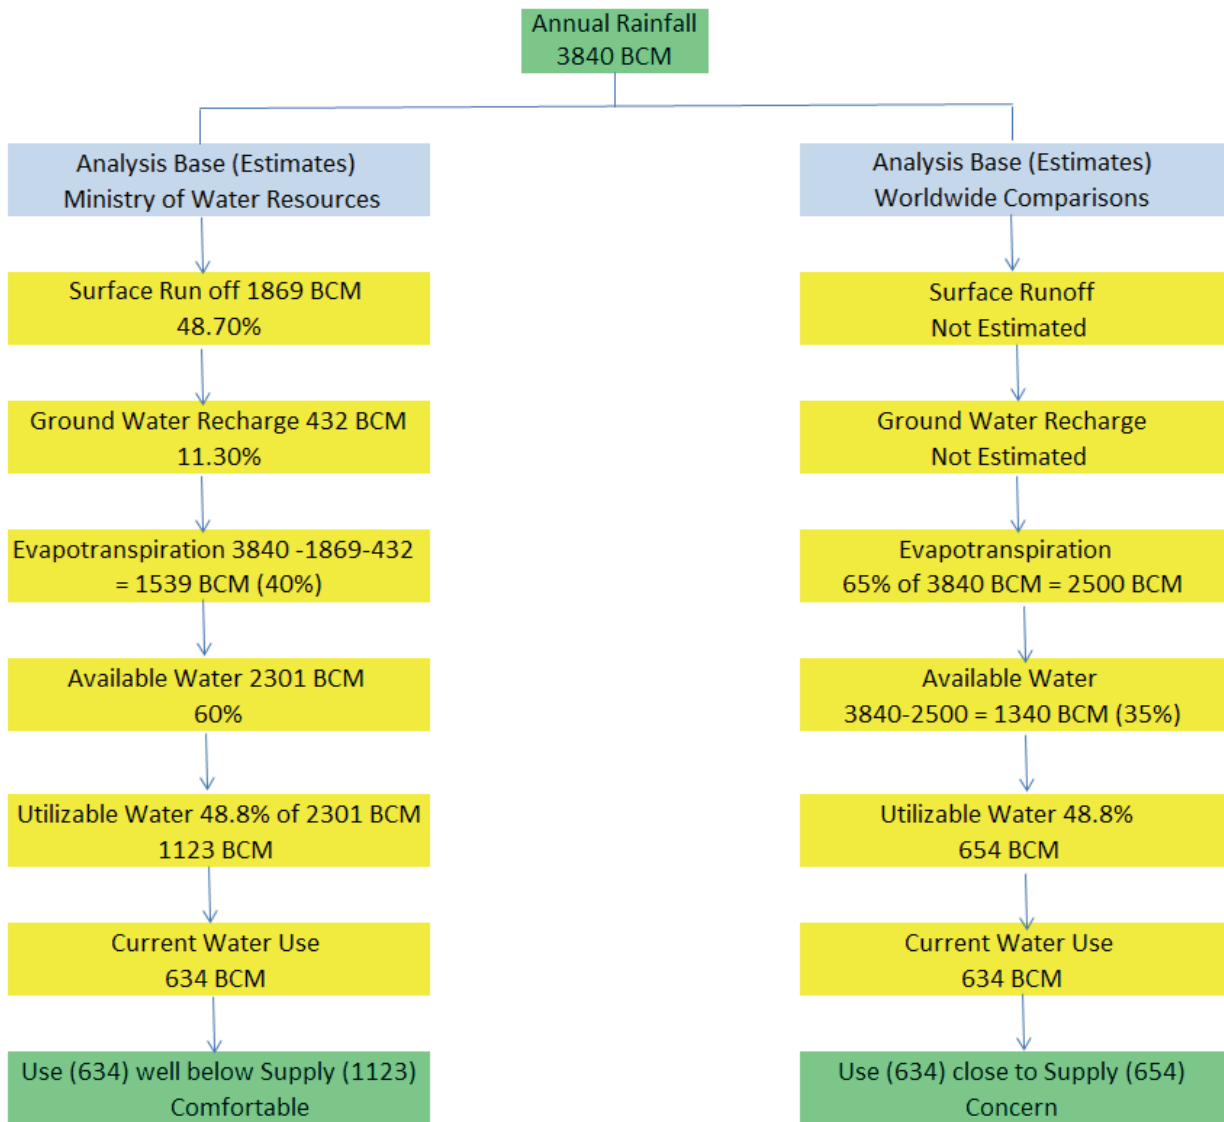 Annual Rainfall
3840 BCM
Analysis Base (Estimates)
Ministry of Water Resources
Surface Run off 1869 BCM
48.70%
Ground Water Recharge 432 BCM
11.30%
Evapotranspiration 3840 -1869-432
= 1539 BCM (40%)
Available Water 2301 BCM
60%
Utilizable Water 48.8% of 2301 BCM
1123 BCM
Current Water Use
634 BCM
Use (634) well below Supply (1123)
Comfortable
Analysis Base (Estimates)
Worldwide Comparisons
Surface Runoff
Not Estimated
Ground Water Recharge
Not Estimated
Evapotranspiration
65% of 3840 BCM = 2500 BCM
Available Water
3840-2500 = 1340 BCM (35%)
Utilizable Water 48.8%
654 BCM
Current Water Use
634 BCM
Use (634) close to Supply (654)
Concern